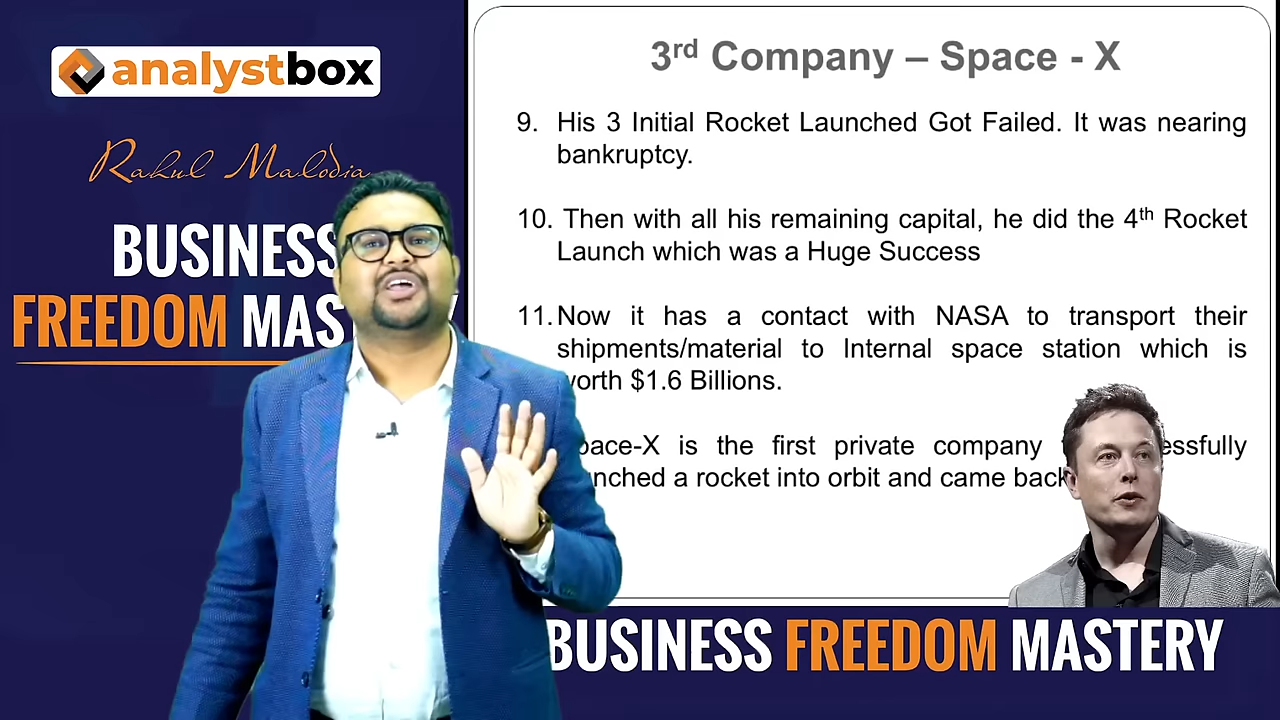 analystbox
Rahul Malodia
BUSINESS
FREEDOM MAS
3rd Company – Space - X
9. His 3 Initial Rocket Launched Got Failed. It was nearing
bankruptcy.
10. Then with all his remaining capital, he did the 4th Rocket
Launch which was a Huge Success
11. Now it has a contact with NASA to transport their
shipments/material to Internal space station which is
worth $1.6 Billions.
pace-X is the first private company essfully
nched a rocket into orbit and came back
BUSINESS FREEDOM MASTERY